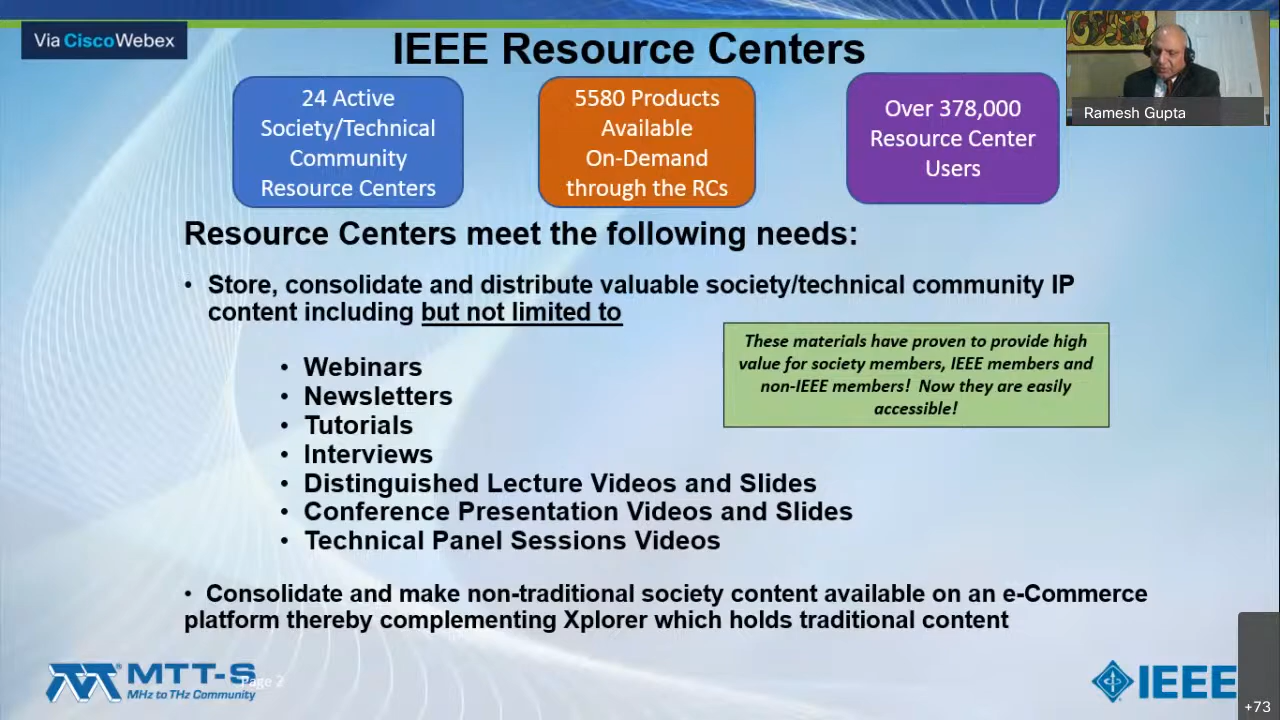 Via CiscoWebex
IEEE Resource Centers
Ramesh Gupta
24 Active
Society/Technical
Community
Resource Centers
5580 Products
Available
On-Demand
through the RCs
Over 378,000
Resource Center
Users
Resource Centers meet the following needs:
• Store, consolidate and distribute valuable society/technical community IP
content including but not limited to
These materials have proven to provide high
value for society members, IEEE members and
non-IEEE members! Now they are easily
accessible!
• Webinars
• Newsletters
• Tutorials
• Interviews
• Distinguished Lecture Videos and Slides
• Conference Presentation Videos and Slides
• Technical Panel Sessions Videos
• Consolidate and make non-traditional society content available on an e-Commerce
platform thereby complementing Xplorer which holds traditional content
MTT-S
MHz to THz Community
Page 2
IEEE
+73